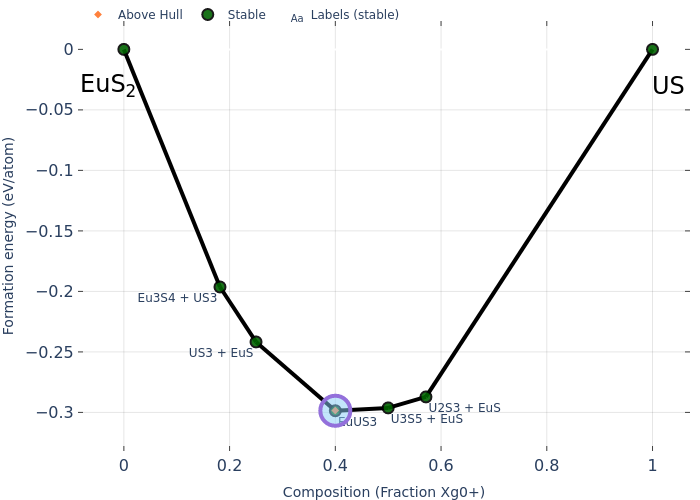 Above Hull
Stable
Aa Labels (stable)
0
−0.05
−0.1
−0.15
−0.2
−0.25
−0.3
Formation energy (eV/atom)
EuS₂
US
Eu3S4 + US3
US3 + EuS
EuUS3
U3S5 + EuS
U2S3 + EuS
0
0.2
0.4
0.6
0.8
1
Composition (Fraction Xg0+)